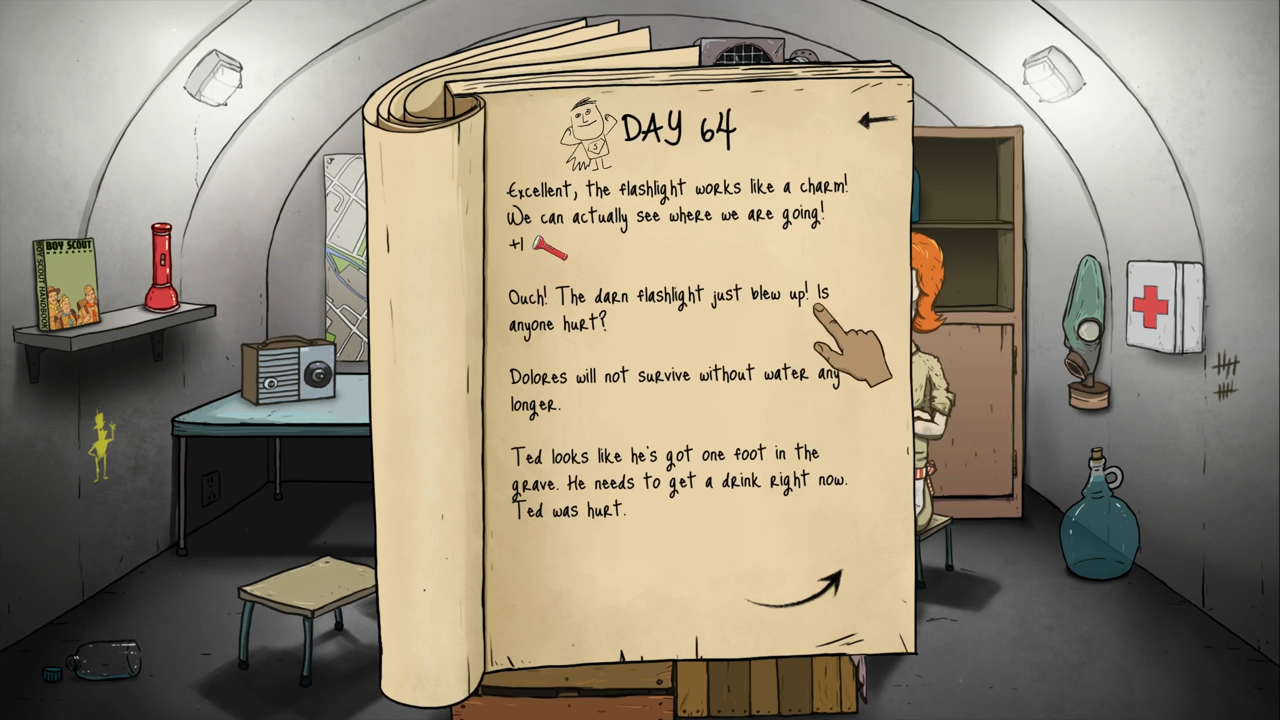 DAY 64
Excellent, the flashlight works like a charm!
We can actually see where we are going!
+1
Ouch! The darn flashlight just blew up! Is
anyone hurt?
Dolores will not survive without water any
longer.
Ted looks like he's got one foot in the
grave. He needs to get a drink right now.
Ted was hurt.
BOY SCOUT
BOY SCOUT HANDBOOK
S